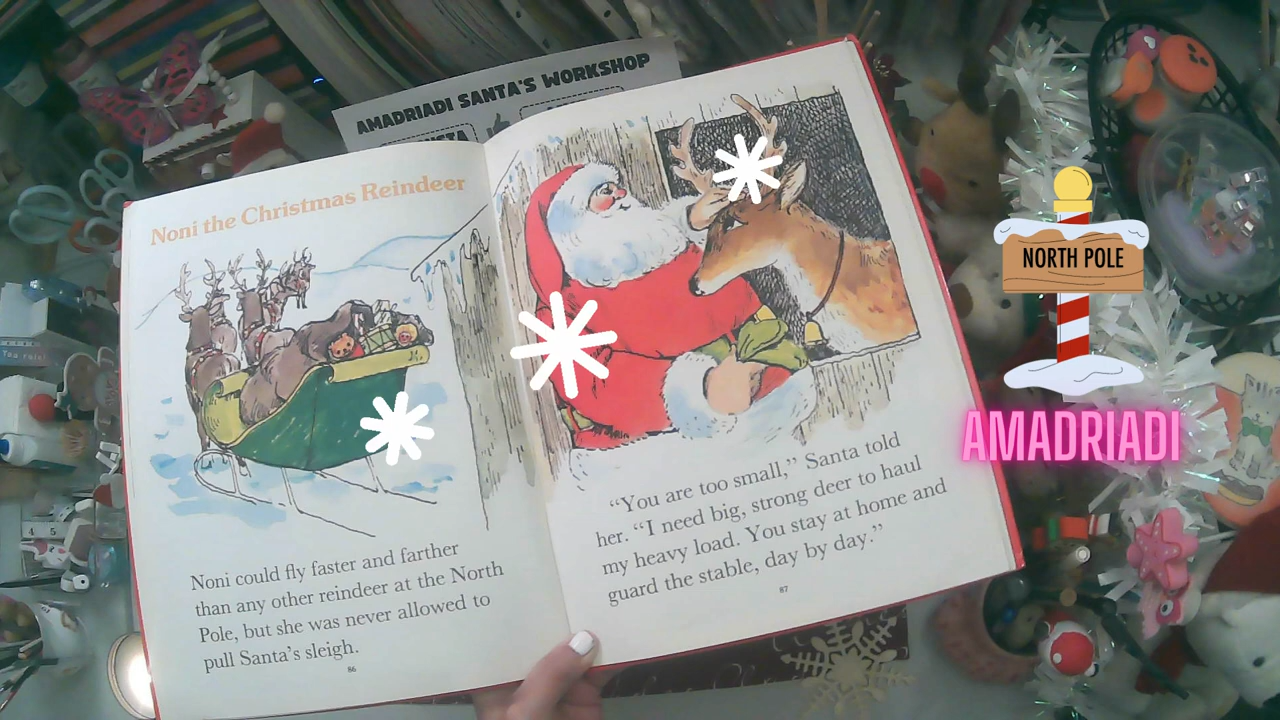 AMADRIADI SANTA'S WORKSHOP
Noni the Christmas Reindeer
Noni could fly faster and farther
than any other reindeer at the North
Pole, but she was never allowed to
pull Santa's sleigh.
86
“You are too small,” Santa told
her. “I need big, strong deer to haul
my heavy load. You stay at home and
guard the stable, day by day.”
87
NORTH POLE
AMADRIADI